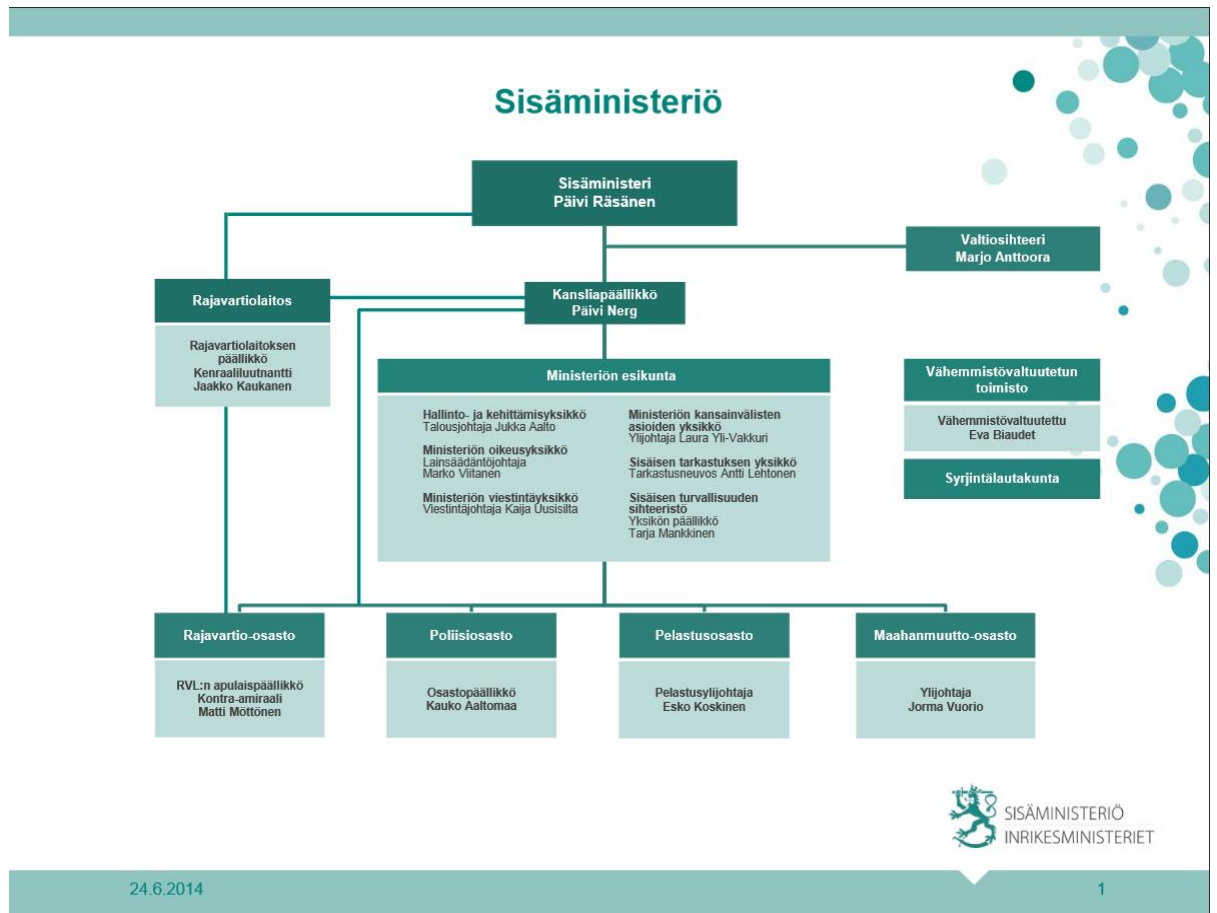 Sisäministeriö
Sisäministeri
Päivi Räsänen
Valtiosihteeri
Marjo Anttoora
Rajavartiolaitos
Rajavartiolaitoksen
päällikkö
Kenraaliluutnantti
Jaakko Kaukanen
Kansliapäällikkö
Päivi Nerg
Ministeriön esikunta
Hallinto- ja kehittämisyksikkö
Talousjohtaja Jukka Aalto
Ministeriön oikeusyksikkö
Lainsäädäntöjohtaja
Marko Viitanen
Ministeriön viestintäyksikkö
Viestintäjohtaja Kaija Uusisilta
Ministeriön kansainvälisten
asioiden yksikkö
Ylijohtaja Laura Yli-Vakkuri
Sisäisen tarkastuksen yksikkö
Tarkastusneuvos Antti Lehtonen
Sisäisen turvallisuuden
sihteeristö
Yksikön päällikkö
Tarja Mankkinen
Vähemmistövaltuutetun
toimisto
Vähemmistövaltuutettu
Eva Biaudet
Syrjintälautakunta
Rajavartio-osasto
RVL:n apulaispäällikkö
Kontra-amiraali
Matti Möttönen
Poliisiosasto
Osastopäällikkö
Kauko Aaltomaa
Pelastusosasto
Pelastusylijohtaja
Esko Koskinen
Maahanmuutto-osasto
Ylijohtaja
Jorma Vuorio
SISÄMINISTERIÖ
INRIKESMINISTERIET
24.6.2014
1